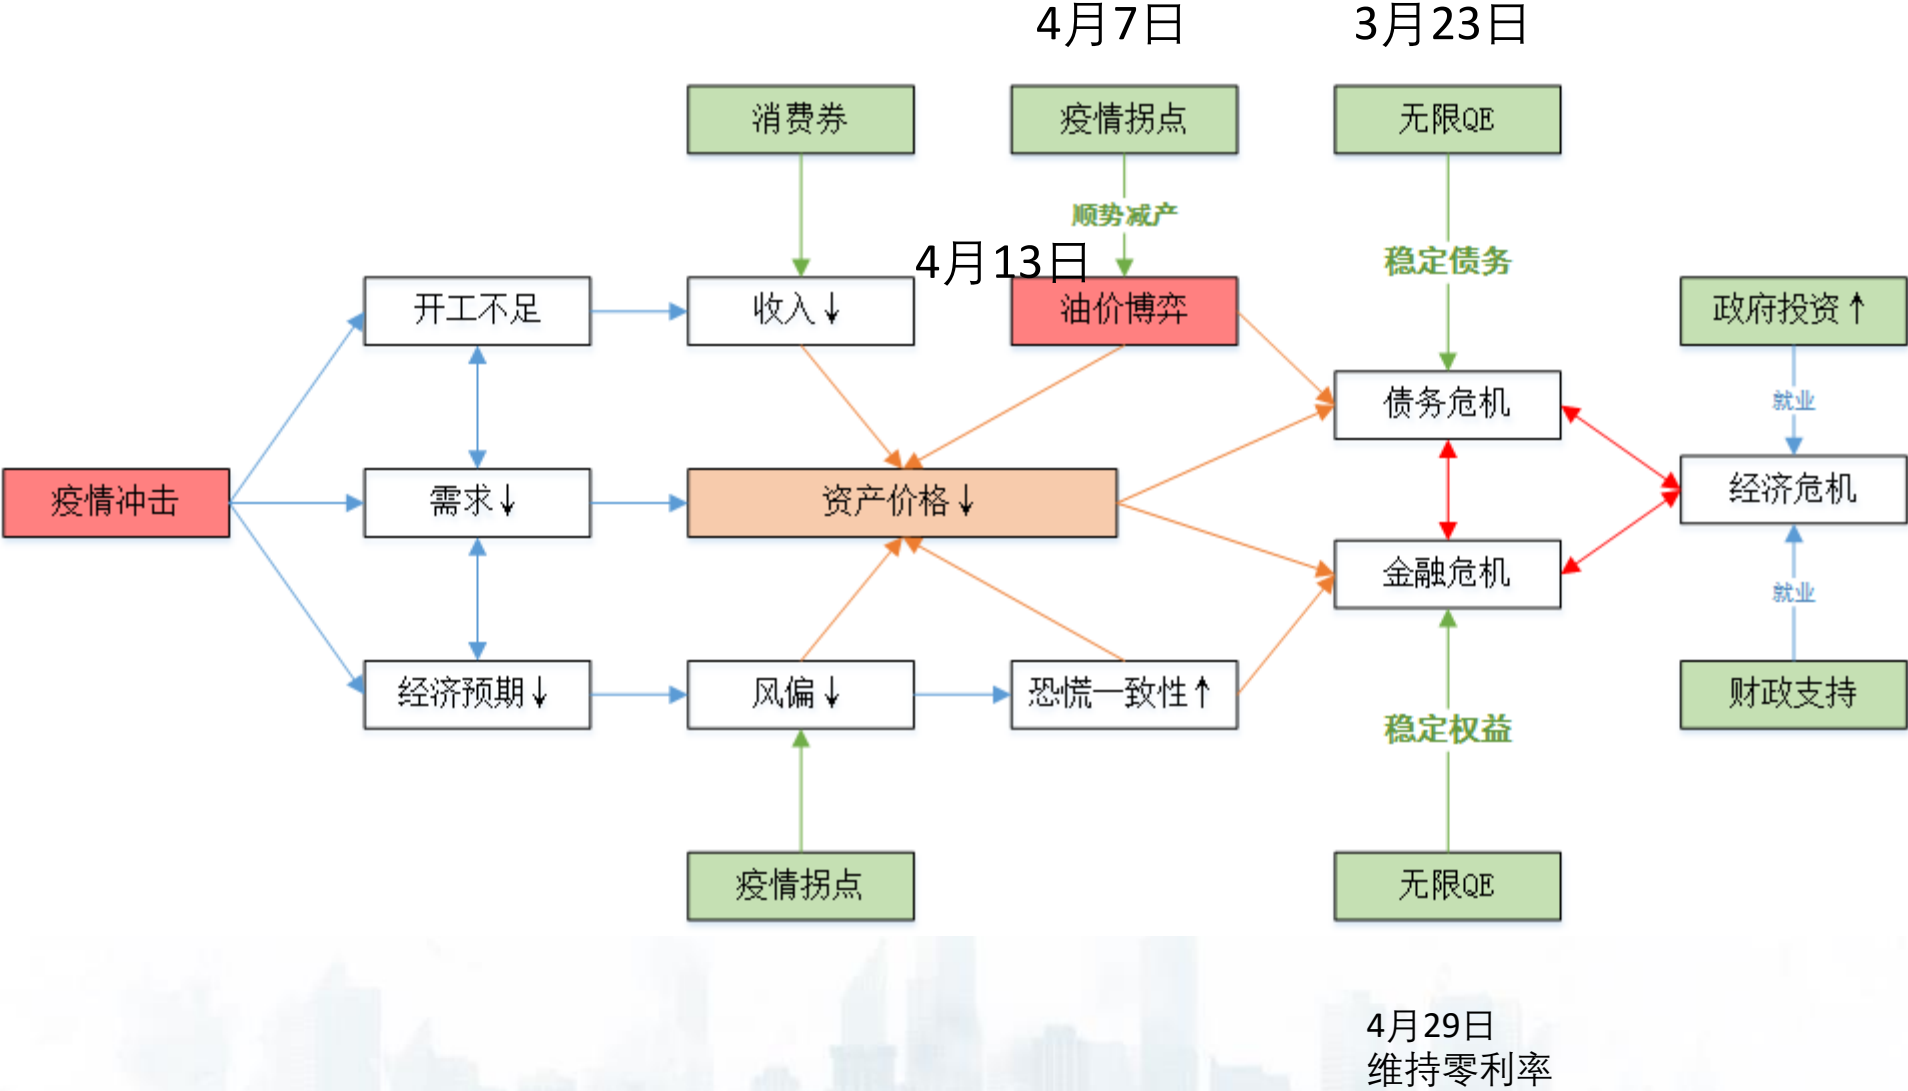 4月7日
3月23日
消费券
疫情拐点
无限QE
顺势减产
4月13日
稳定债务
开工不足
收入↓
油价博弈
政府投资↑
债务危机
就业
疫情冲击
需求↓
资产价格↓
经济危机
金融危机
就业
经济预期↓
风偏↓
恐慌一致性↑
财政支持
稳定权益
疫情拐点
无限QE
4月29日
维持零利率